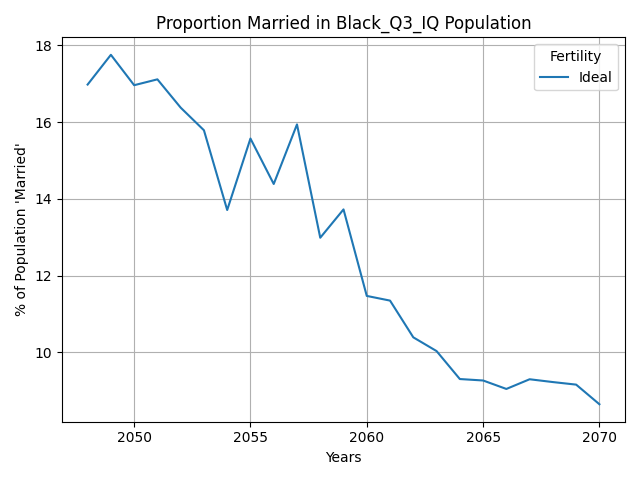 Proportion Married in Black_Q3_IQ Population
Fertility
Ideal
% of Population 'Married'
18
16
14
12
10
2050
2055
2060
2065
2070
Years